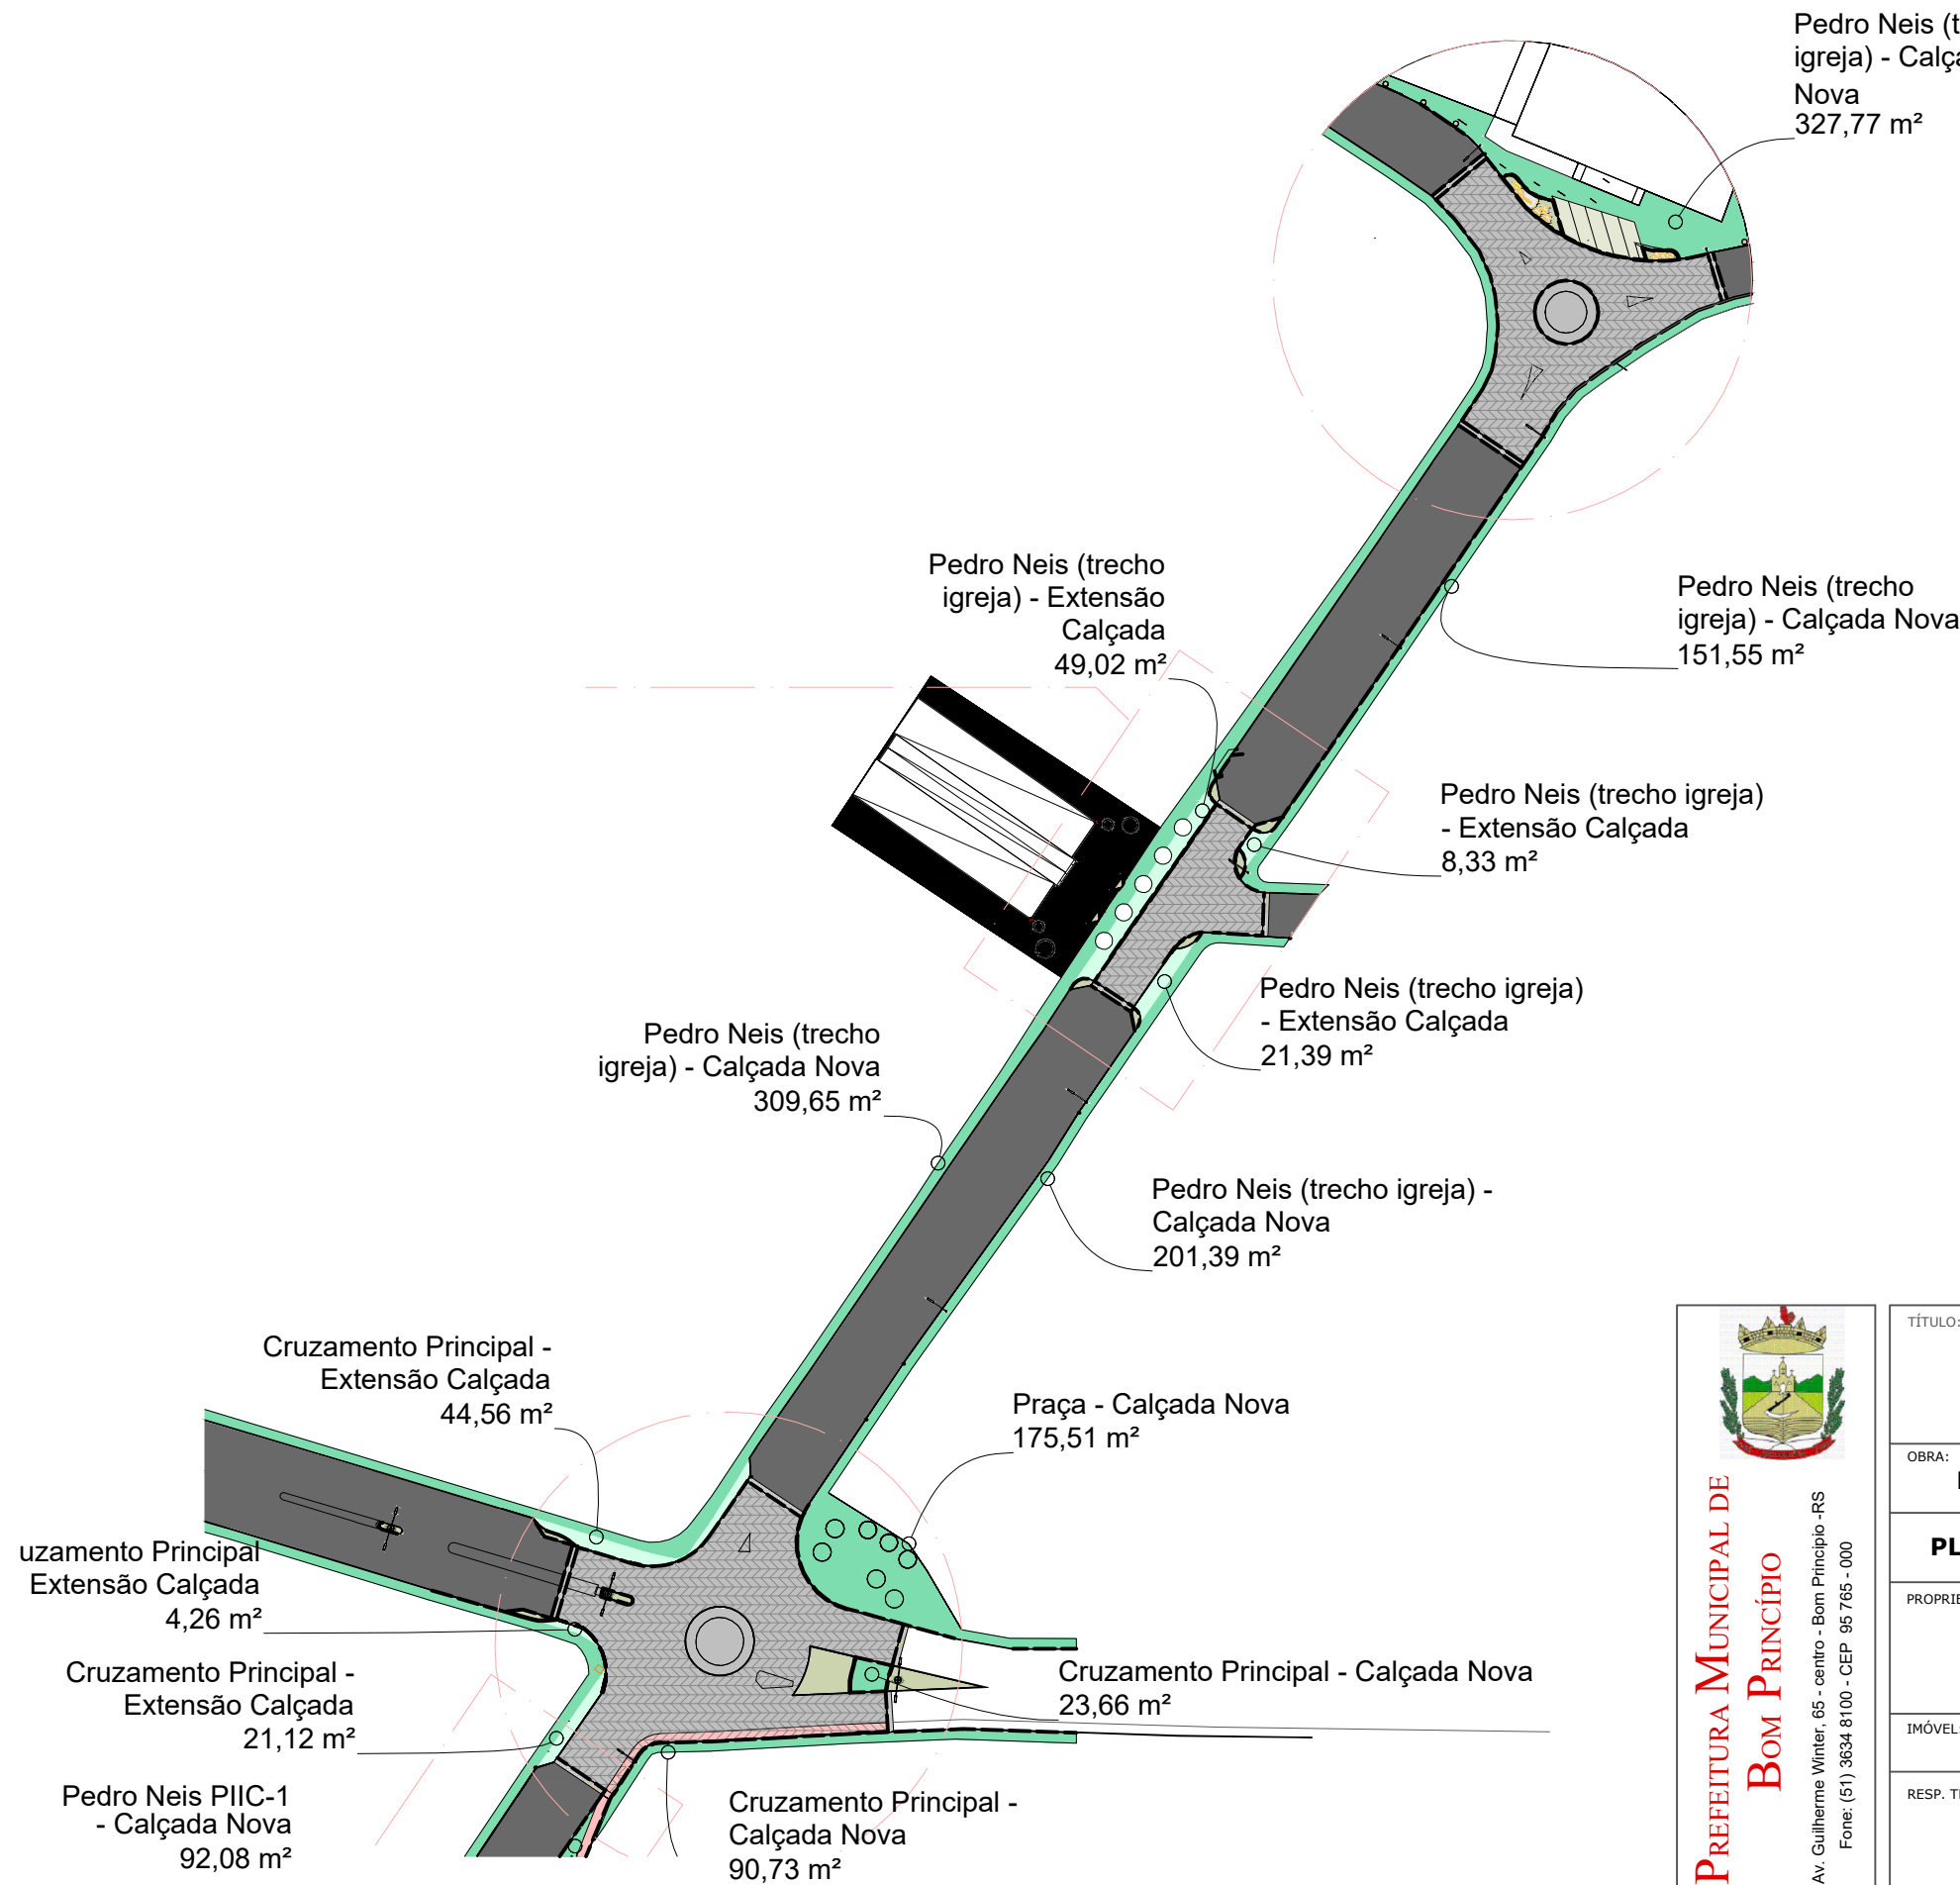 Pedro Neis (t
igreja) - Calça
Nova
327,77 m²
Pedro Neis (trecho
igreja) - Extensão
Calçada
49,02 m²
Pedro Neis (trecho
igreja) - Calçada Nova
151,55 m²
Pedro Neis (trecho igreja)
- Extensão Calçada
8,33 m²
Pedro Neis (trecho igreja)
- Extensão Calçada
21,39 m²
Pedro Neis (trecho
igreja) - Calçada Nova
309,65 m²
Pedro Neis (trecho igreja) -
Calçada Nova
201,39 m²
Cruzamento Principal -
Extensão Calçada
44,56 m²
Praça - Calçada Nova
175,51 m²
uzamento Principal
Extensão Calçada
4,26 m²
Cruzamento Principal -
Extensão Calçada
21,12 m²
Cruzamento Principal - Calçada Nova
23,66 m²
Pedro Neis PIIC-1
- Calçada Nova
92,08 m²
Cruzamento Principal -
Calçada Nova
90,73 m²
PREFEITURA MUNICIPAL DE
BOM PRINCÍPIO
Av. Guilherme Winter, 65 - centro - Bom Principio -RS
Fone: (51) 3634 8100 - CEP 95 765 - 000
TÍTULO:
OBRA:
PL
PROPRIE
IMÓVEL:
RESP. T